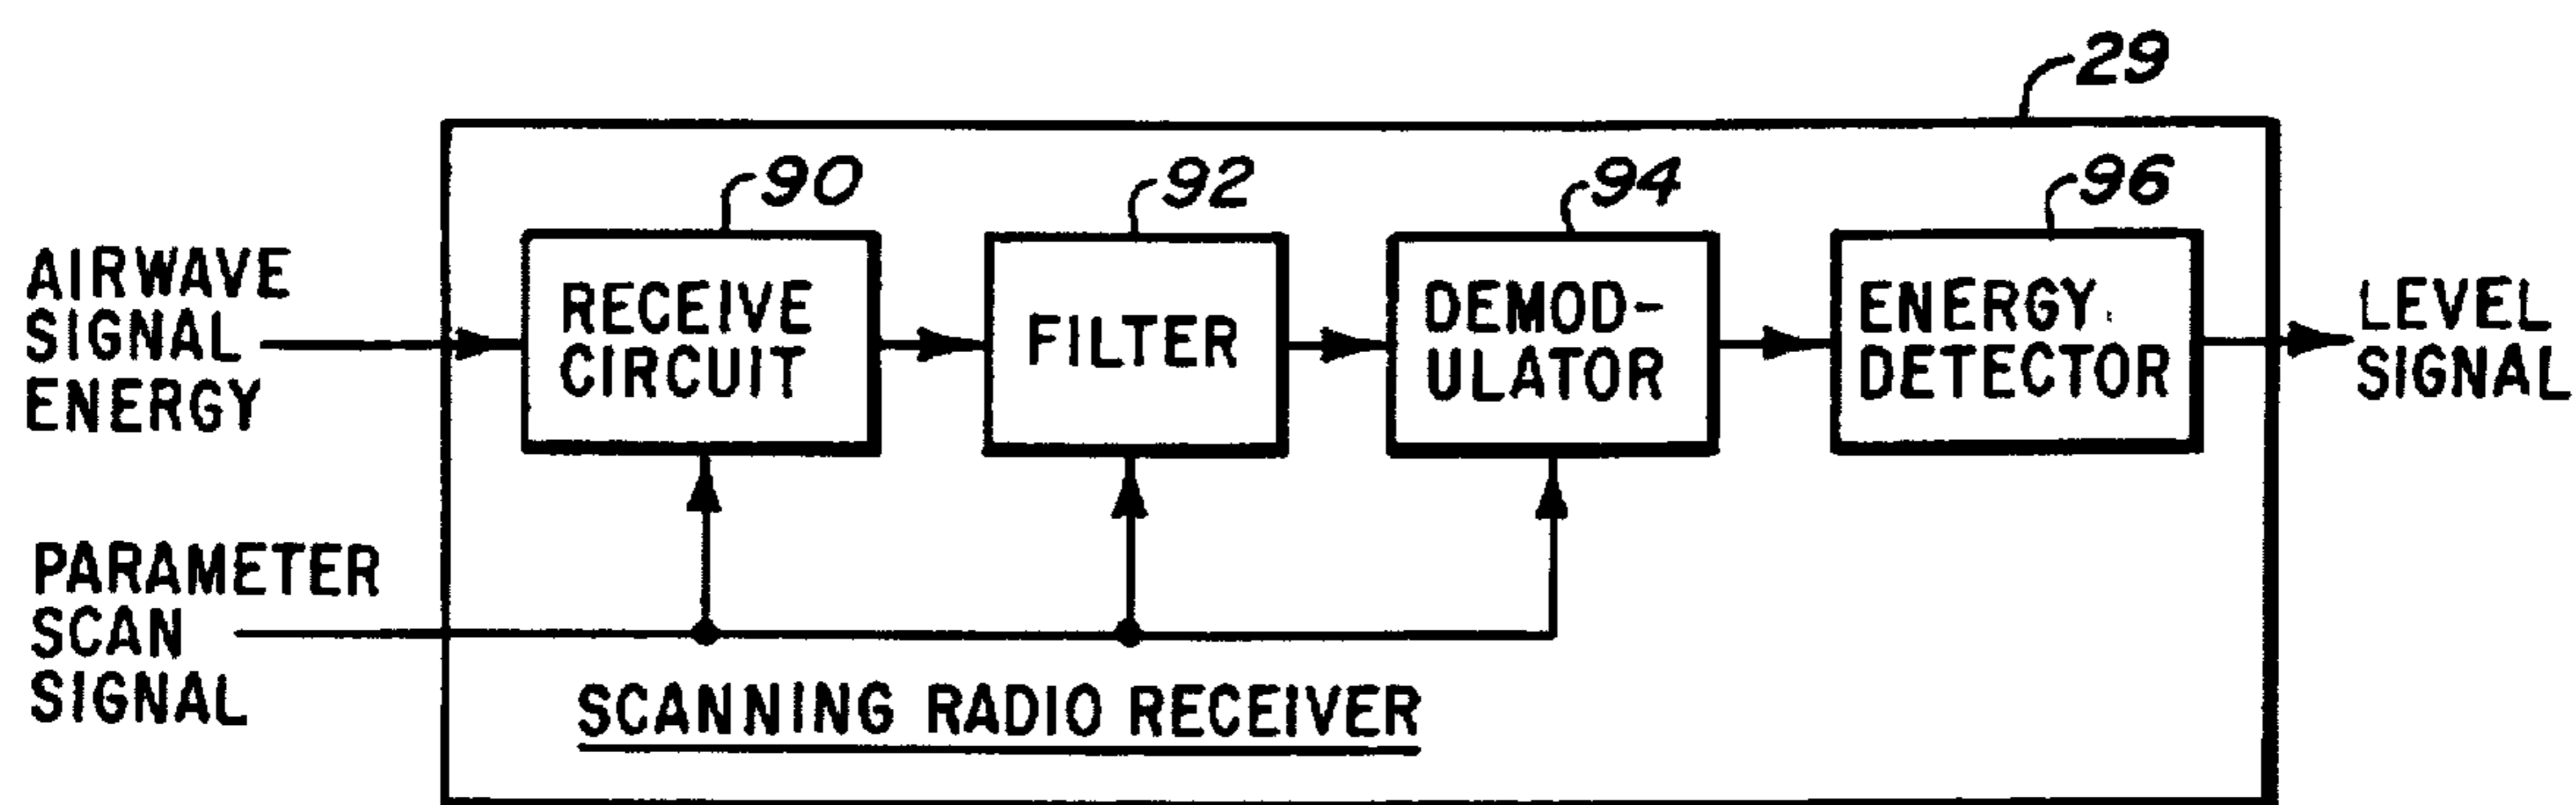 29
90
92
94
96
AIRWAVE
SIGNAL
ENERGY
RECEIVE
CIRCUIT
FILTER
DEMOD-
ULATOR
ENERGY
DETECTOR
LEVEL
SIGNAL
PARAMETER
SCAN
SIGNAL
SCANNING RADIO RECEIVER